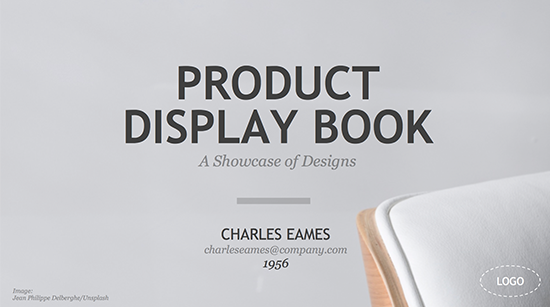 PRODUCT
DISPLAY BOOK
A Showcase of Designs
CHARLES EAMES
charleseames@company.com
1956
LOGO
Image:
Jean Philippe Delberghe/Unsplash